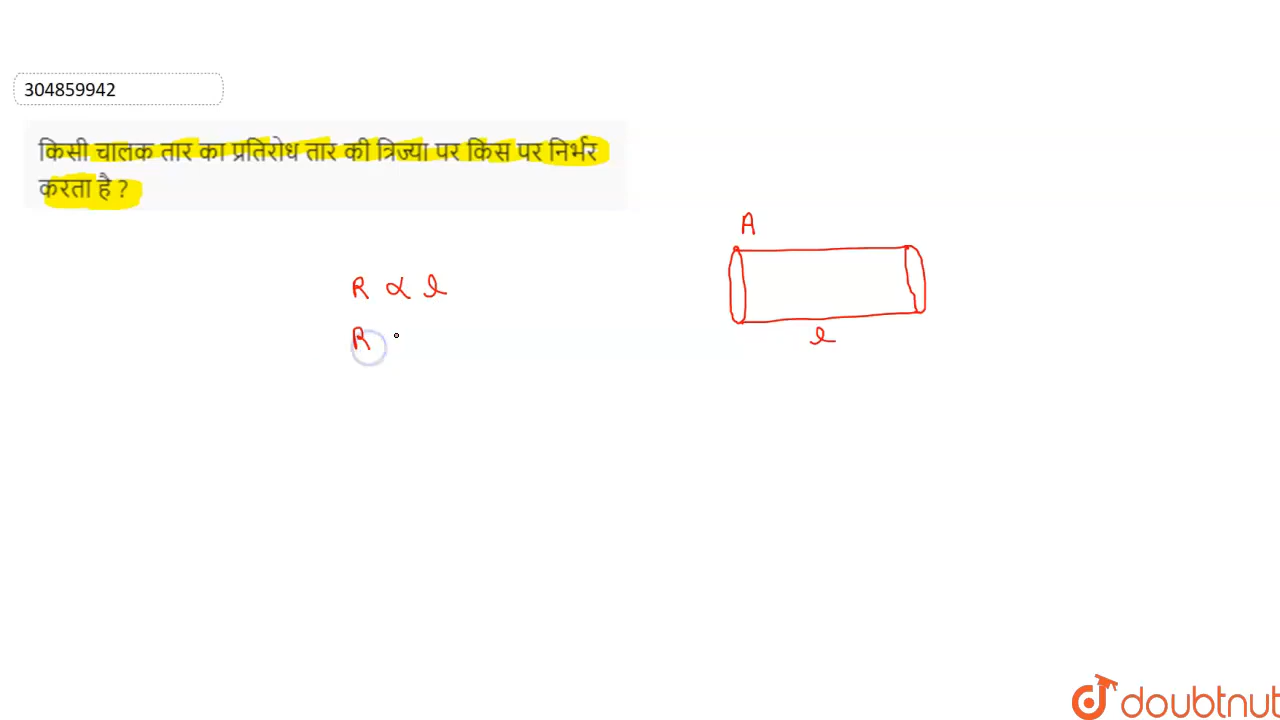 304859942
किसी चालक तार का प्रतिरोध तार की त्रिज्या पर किस पर निर्भर
करता है ?
A
R ∝ l
R
l
doubtnut